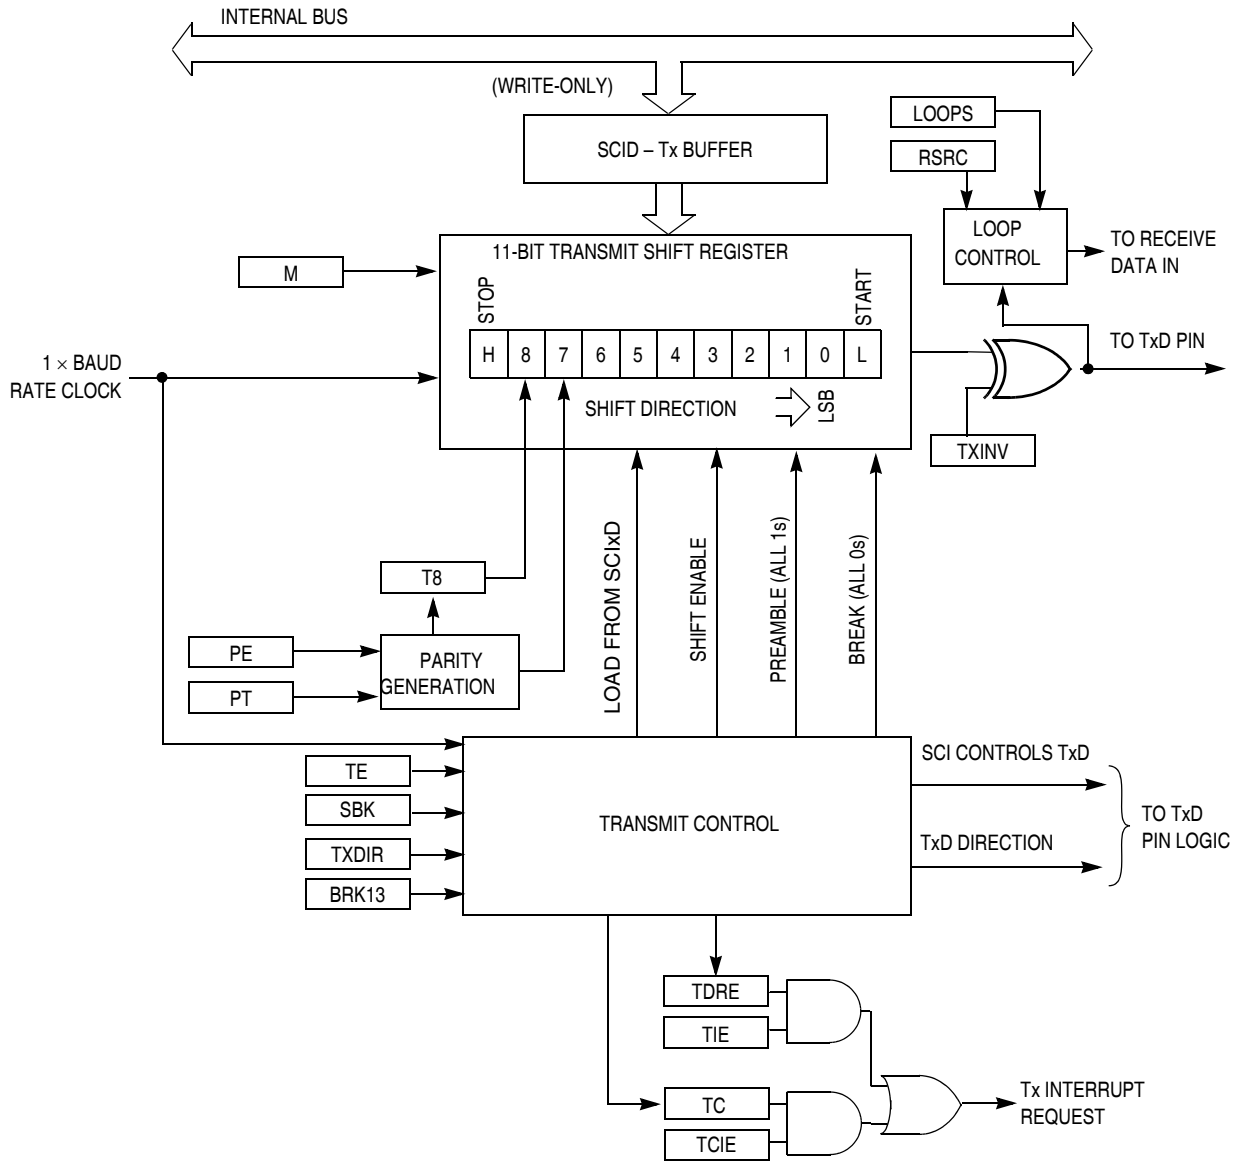 INTERNAL BUS
(WRITE-ONLY)
SCID – Tx BUFFER
LOOPS
RSRC
LOOP
CONTROL
TO RECEIVE
DATA IN
11-BIT TRANSMIT SHIFT REGISTER
M
STOP
START
H 8 7 6 5 4 3 2 1 0 L
1 × BAUD
RATE CLOCK
SHIFT DIRECTION
LSB
TO TxD PIN
TXINV
T8
PE
PT
PARITY
GENERATION
LOAD FROM SCIxD
SHIFT ENABLE
PREAMBLE (ALL 1s)
BREAK (ALL 0s)
TE
SBK
TXDIR
BRK13
TRANSMIT CONTROL
SCI CONTROLS TxD
TxD DIRECTION
TO TxD
PIN LOGIC
TDRE
TIE
TC
TCIE
Tx INTERRUPT
REQUEST